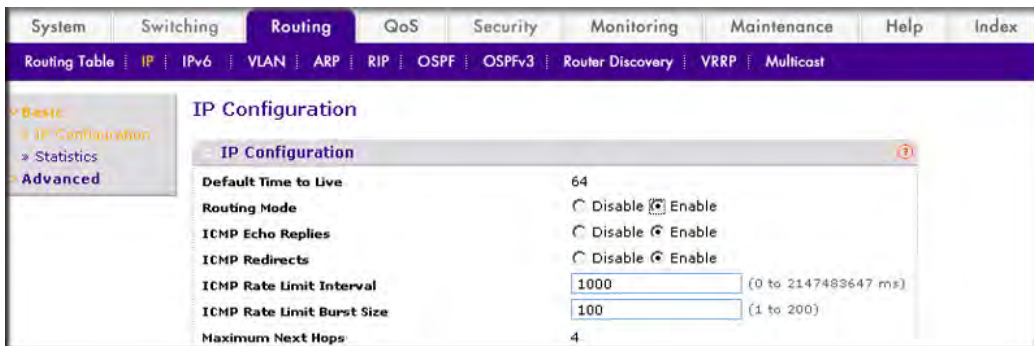 System Switching Routing QoS Security Monitoring Maintenance Help Index
Routing Table IP IPv6 VLAN ARP RIP OSPF OSPFv3 Router Discovery VRRP Multicast
Basic
» IP Configuration
» Statistics
Advanced
IP Configuration
IP Configuration ?
Default Time to Live 64
Routing Mode Disable Enable
ICMP Echo Replies Disable Enable
ICMP Redirects Disable Enable
ICMP Rate Limit Interval 1000 (0 to 2147483647 ms)
ICMP Rate Limit Burst Size 100 (1 to 200)
Maximum Next Hops 4